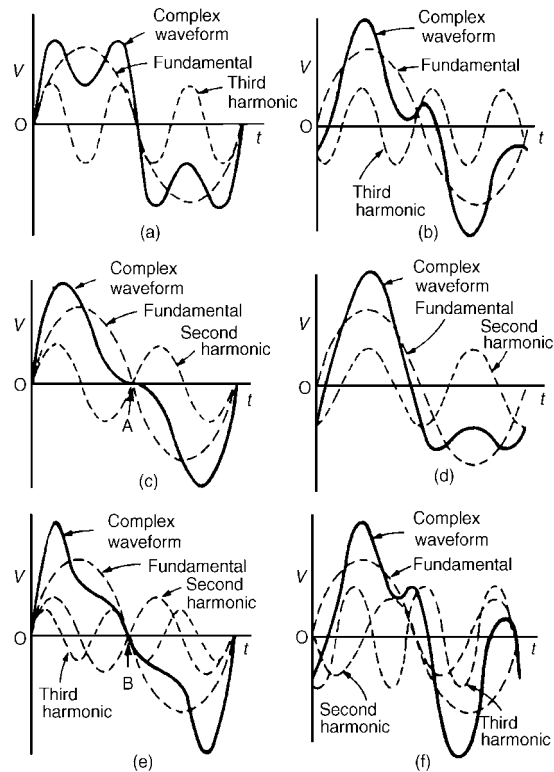 Complex
waveform
V
Fundamental
Third
harmonic
O
t
(a)
Complex
waveform
V
Fundamental
O
t
Third
harmonic
(b)
Complex
waveform
V
Fundamental
Second
harmonic
O
t
A
(c)
Complex
waveform
V
Fundamental
Second
harmonic
O
t
(d)
Complex
waveform
V
Fundamental
Second
harmonic
O
t
Third
harmonic
B
(e)
Complex
waveform
V
Fundamental
O
t
Second
harmonic
Third
harmonic
(f)